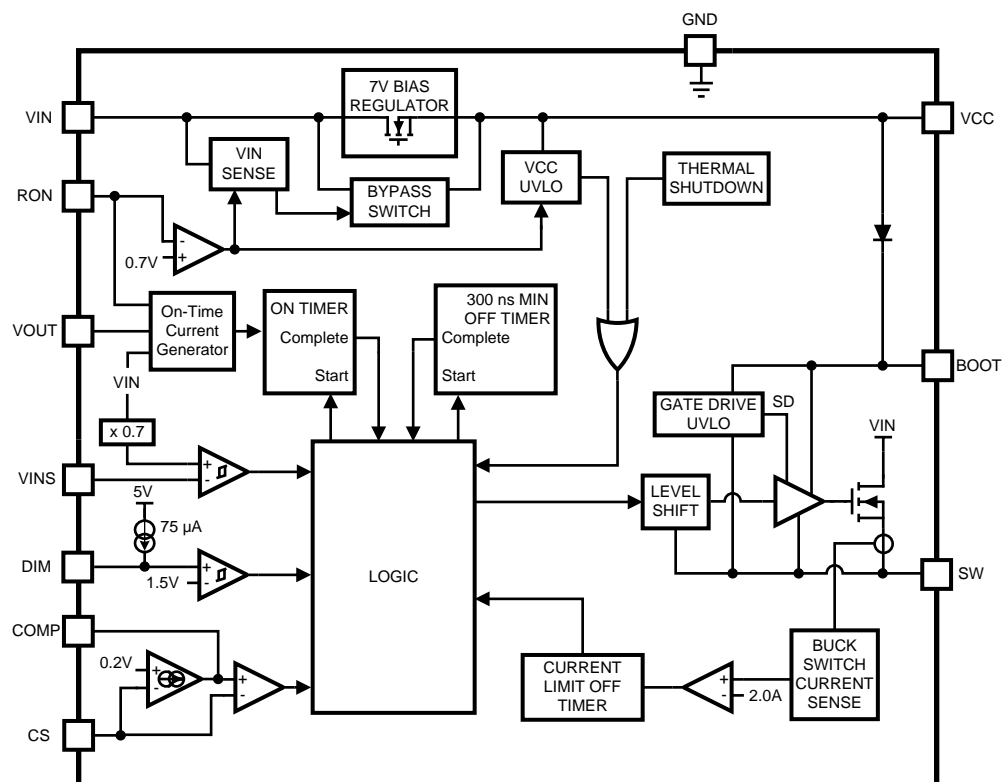 GND
7V BIAS
REGULATOR
VIN
VCC
VIN
SENSE
BYPASS
SWITCH
VCC
UVLO
THERMAL
SHUTDOWN
RON
-
+
0.7V
On-Time
Current
Generator
ON TIMER
Complete
Start
300 ns MIN
OFF TIMER
Complete
Start
VOUT
VIN
x 0.7
BOOT
GATE DRIVE
UVLO
SD
VIN
VINS
+
-
5V
75 µA
LEVEL
SHIFT
DIM
+
1.5V
-
LOGIC
SW
COMP
0.2V
+
-
+
-
CURRENT
LIMIT OFF
TIMER
+
-
2.0A
BUCK
SWITCH
CURRENT
SENSE
CS